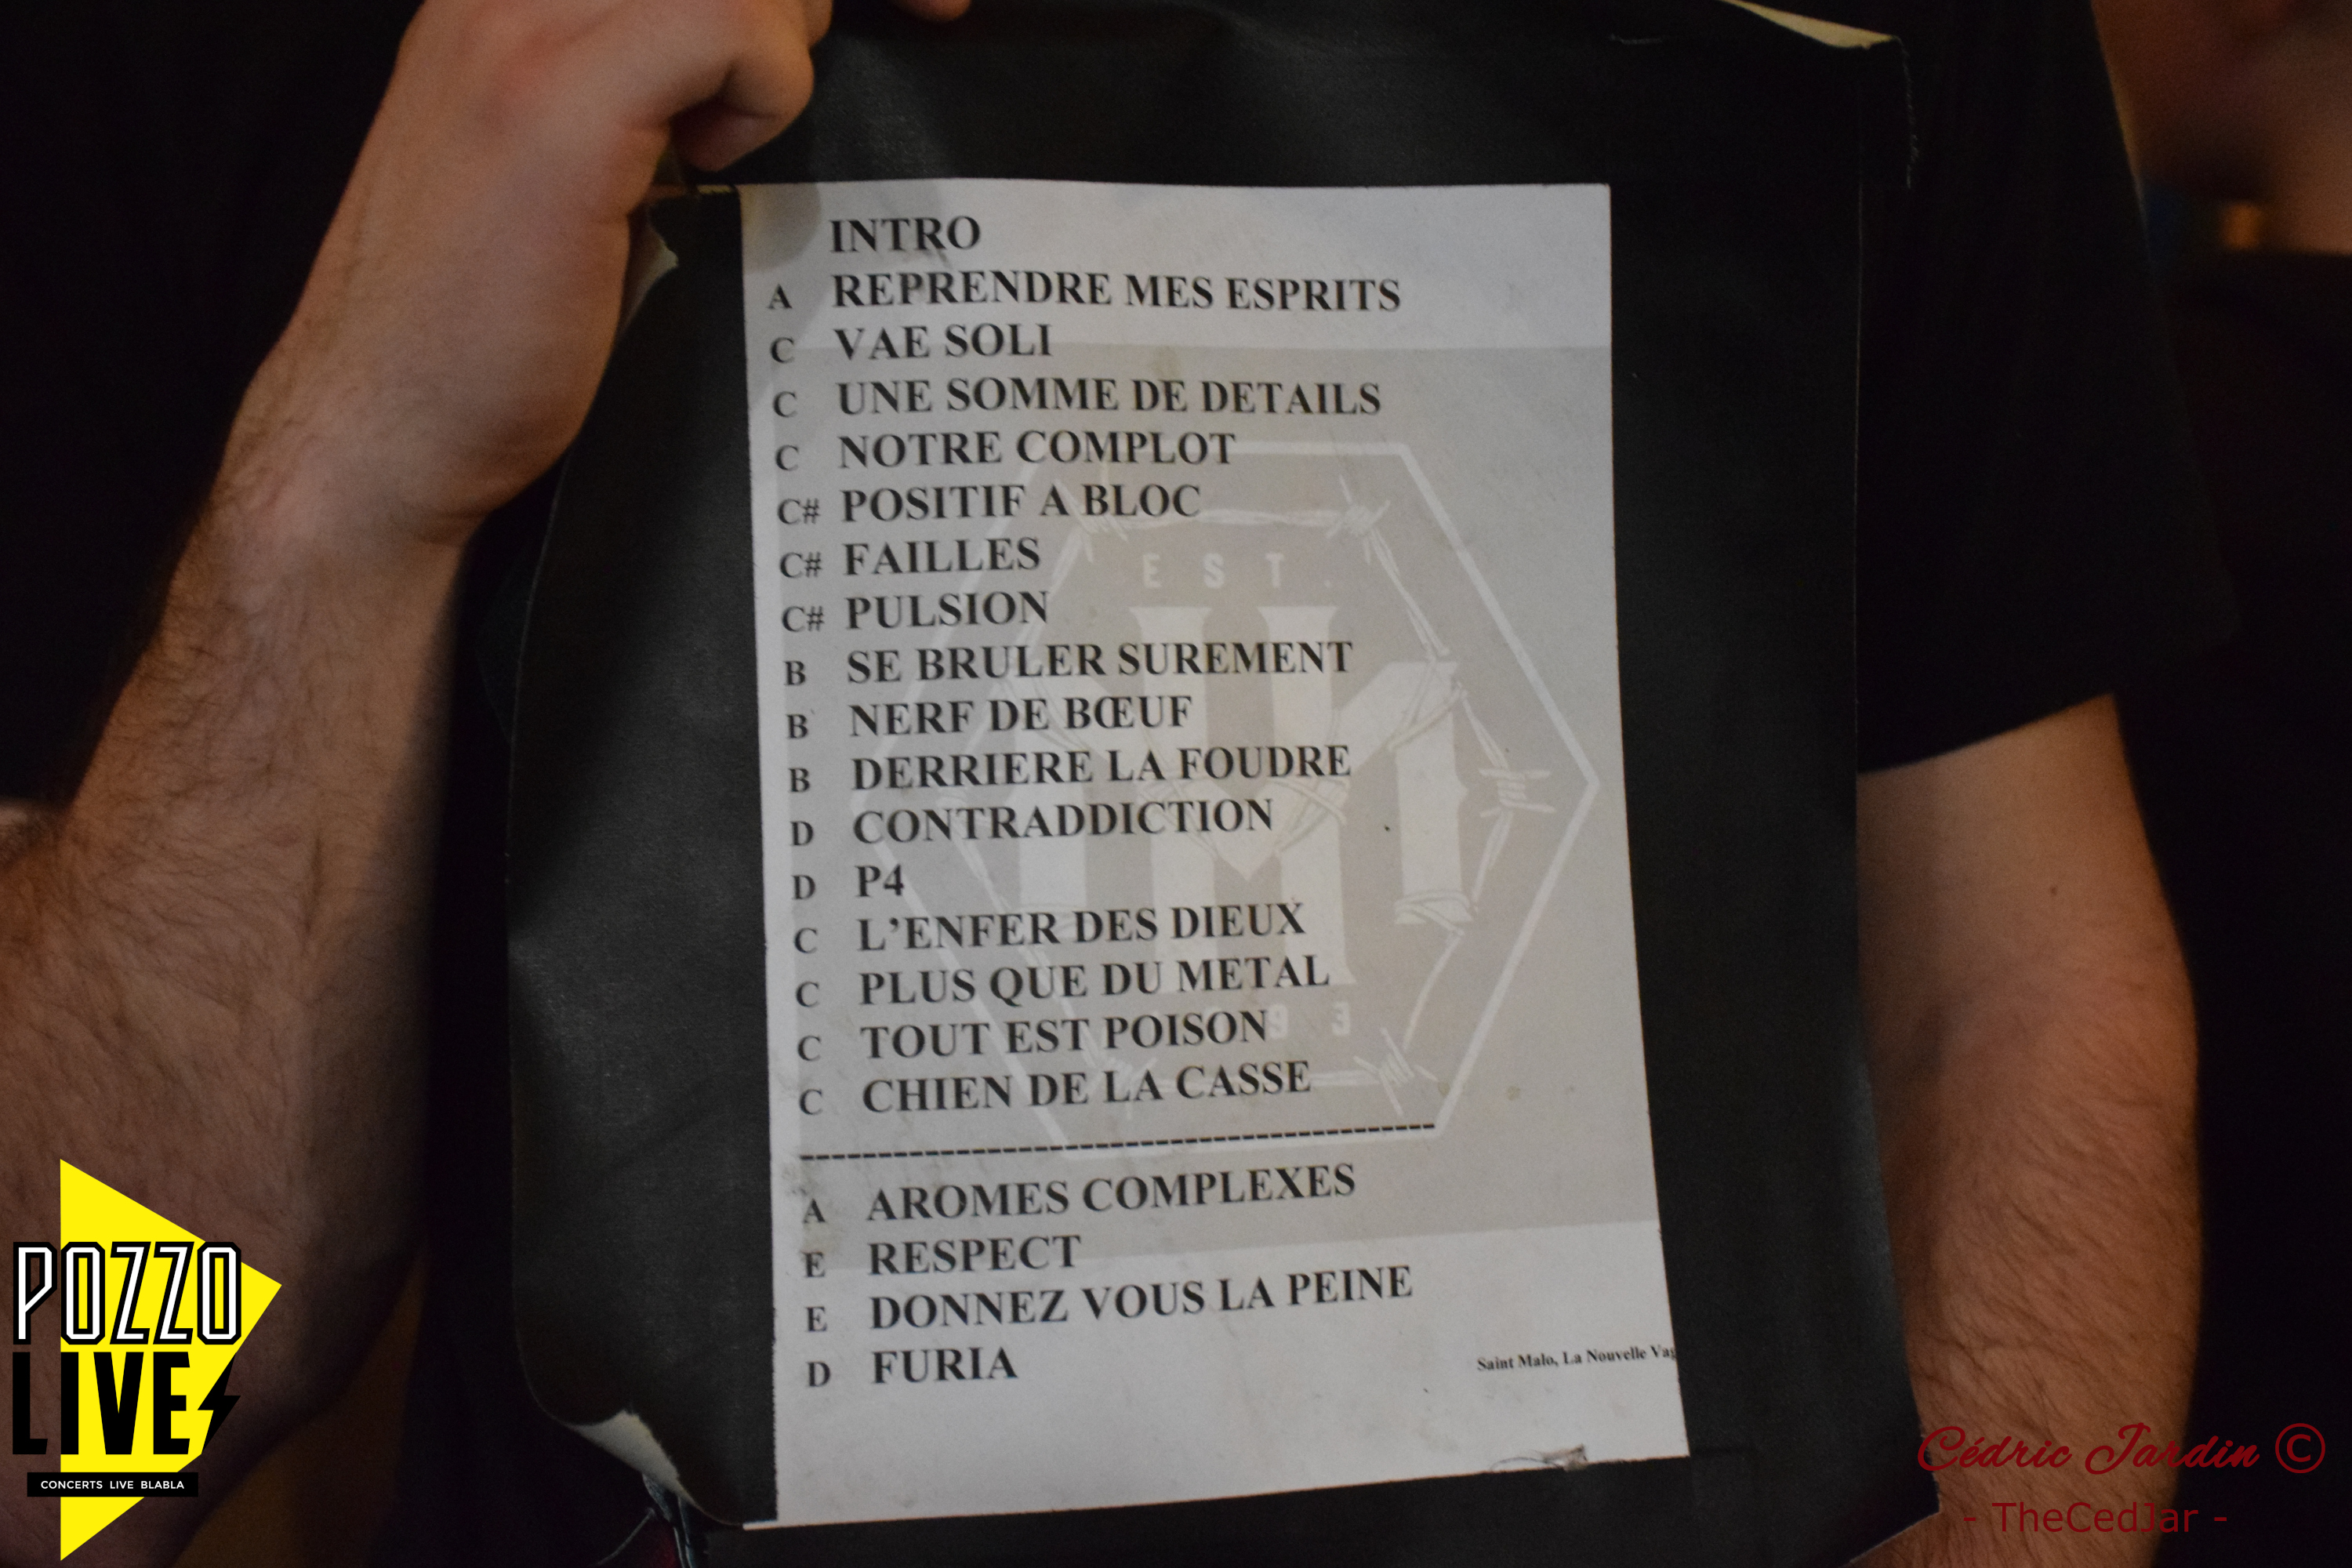 INTRO
A REPRENDRE MES ESPRITS
C VAE SOLI
C UNE SOMME DE DETAILS
C NOTRE COMPLOT
C# POSITIF A BLOC
C# FAILLES
C# PULSION
B SE BRULER SUREMENT
B NERF DE BŒUF
B DERRIERE LA FOUDRE
D CONTRADDICTION
D P4
C L’ENFER DES DIEUX
C PLUS QUE DU METAL
C TOUT EST POISON
C CHIEN DE LA CASSE
--------------------------------------------------
A AROMES COMPLEXES
E RESPECT
E DONNEZ VOUS LA PEINE
D FURIA
Saint Malo, La Nouvelle
EST.
93
POZZO
LIVE
CONCERTS LIVE BLABLA
Cédric Jardin ©
- TheCedJar -